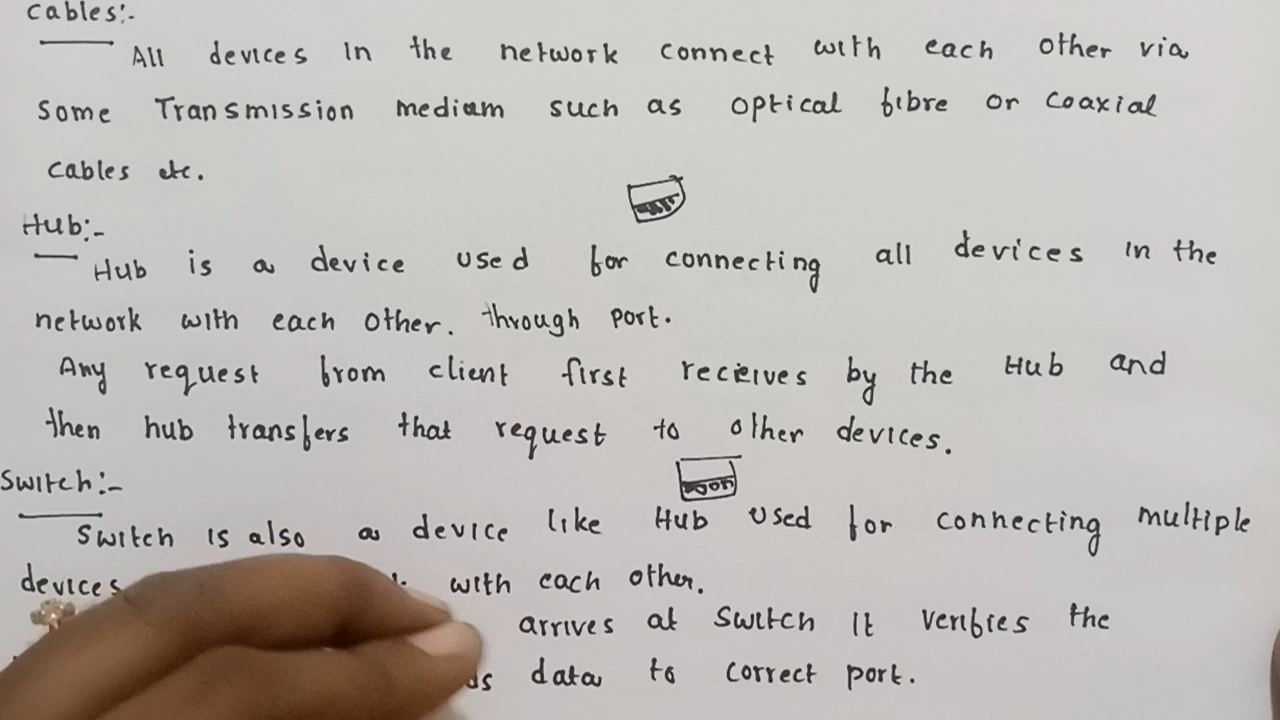 Cables:-
All devices in the network connect with each other via
some Transmission medium such as optical fibre or coaxial
cables etc.
Hub:-
Hub is a device used for connecting all devices in the
network with each other. through port.
Any request from client first recieves by the Hub and
then hub transfers that request to other devices.
Switch:-
Switch is also a device like Hub used for connecting multiple
devices with each other.
arrives at switch it verifies the
data to correct port.